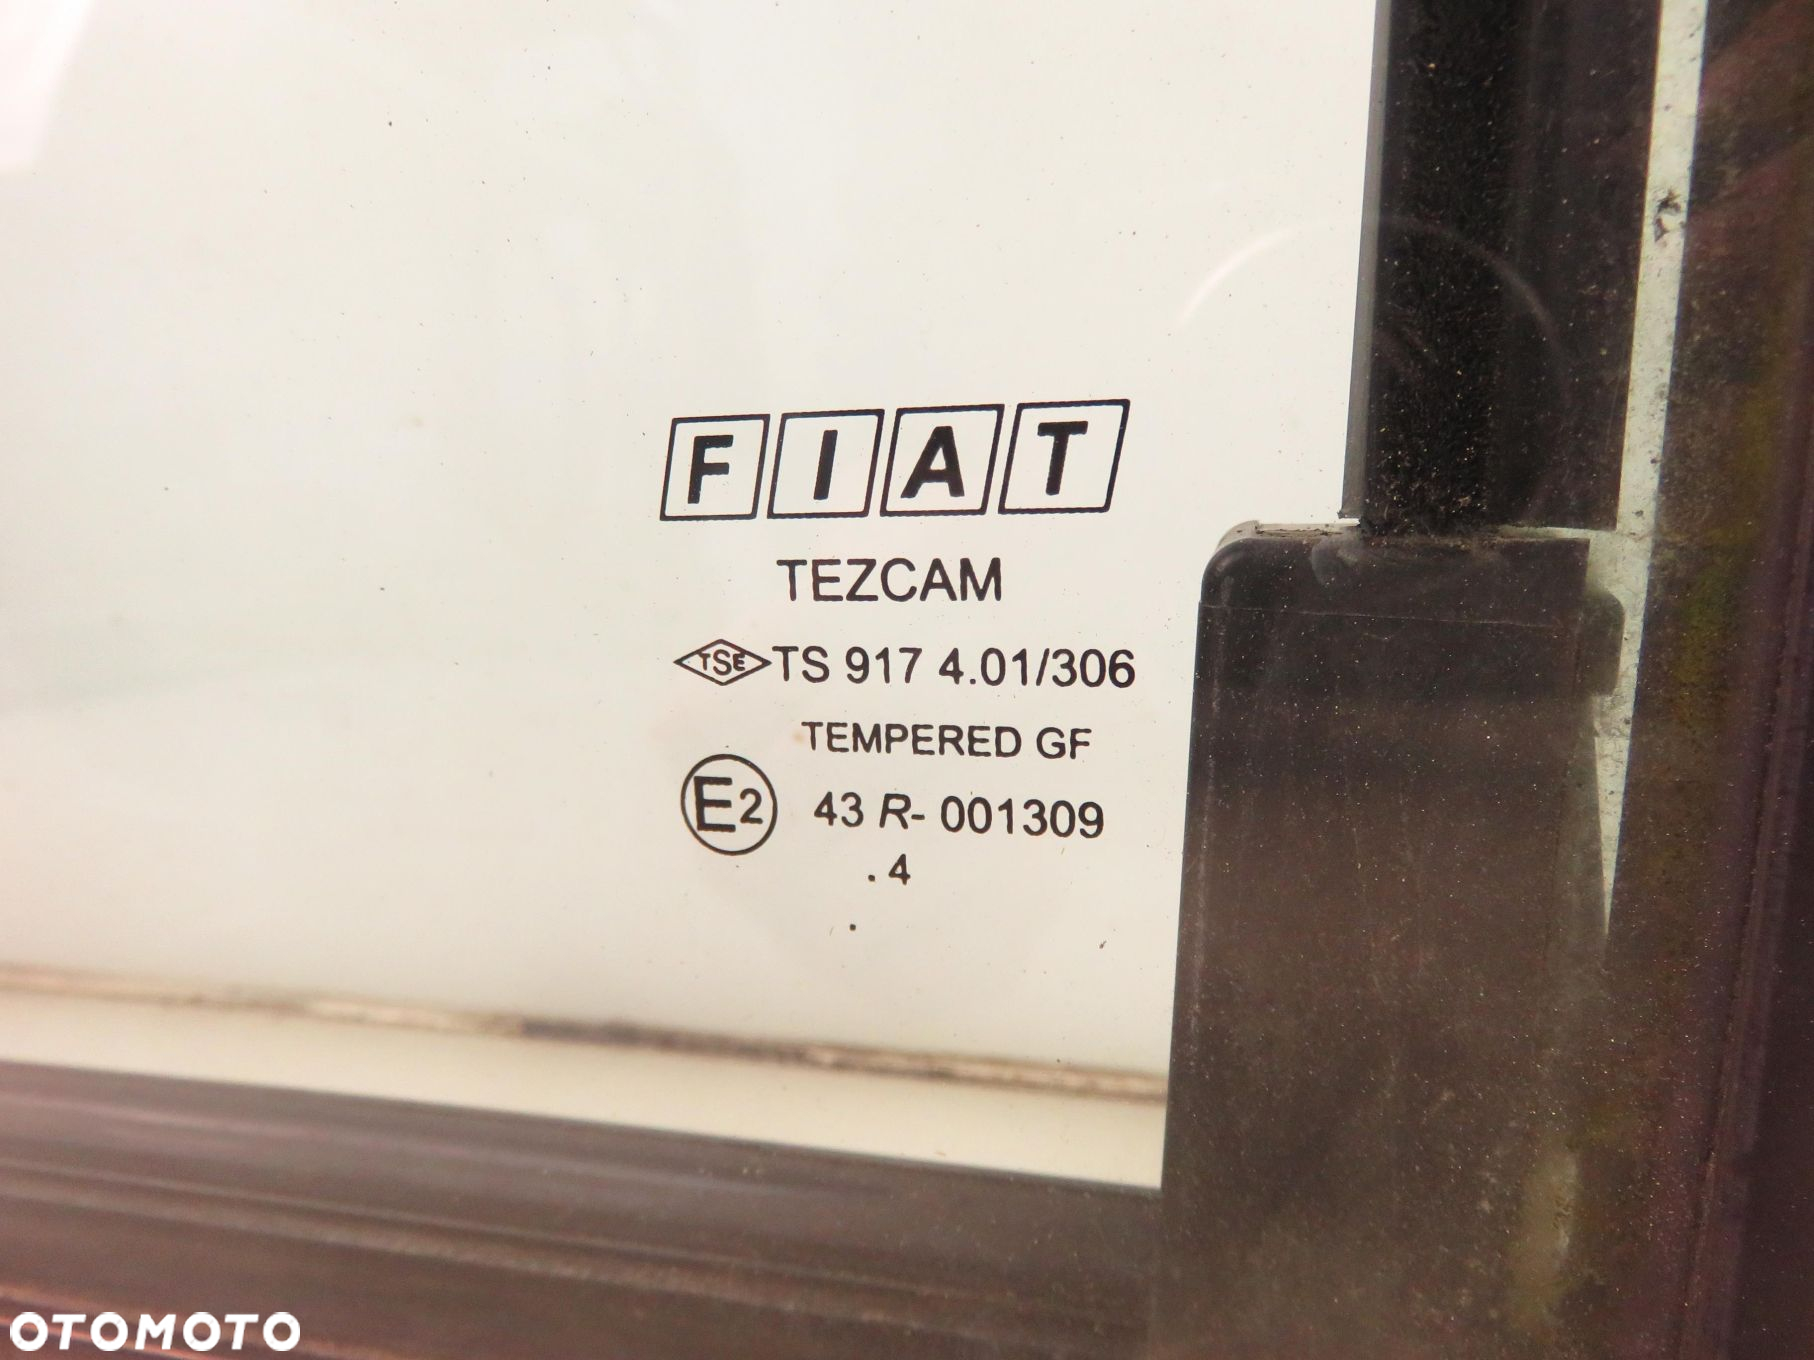 FIAT
TEZCAM
TSE TS 917 4.01/306
TEMPERED GF
E2 43 R- 001309
. 4
.
OTOMOTO